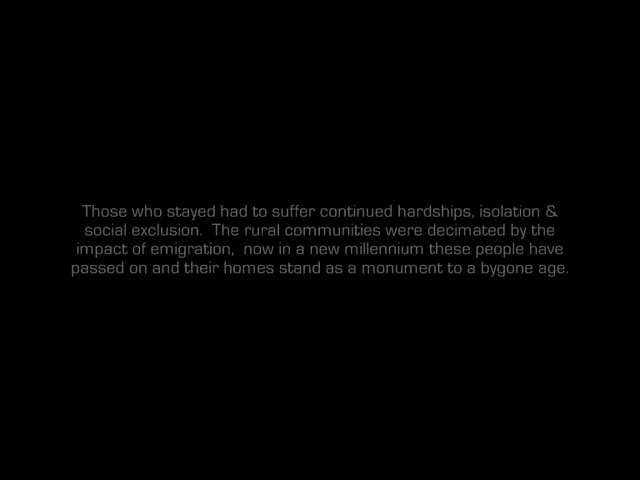 Those who stayed had to suffer continued hardships, isolation &
social exclusion.  The rural communities were decimated by the
impact of emigration,  now in a new millennium these people have
passed on and their homes stand as a monument to a bygone age.